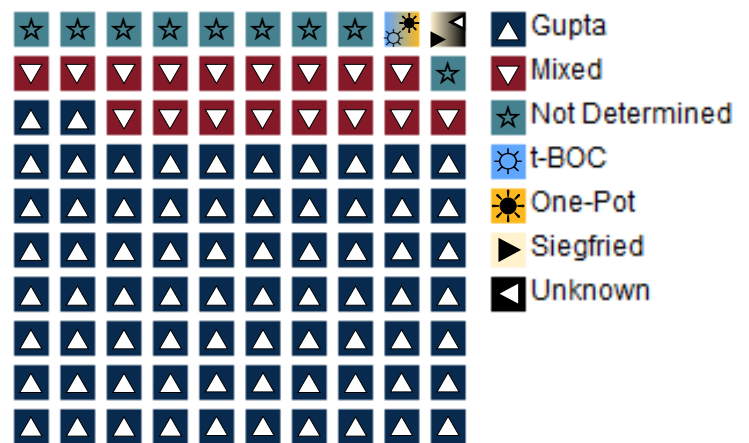 Gupta
Mixed
Not Determined
t-BOC
One-Pot
Siegfried
Unknown